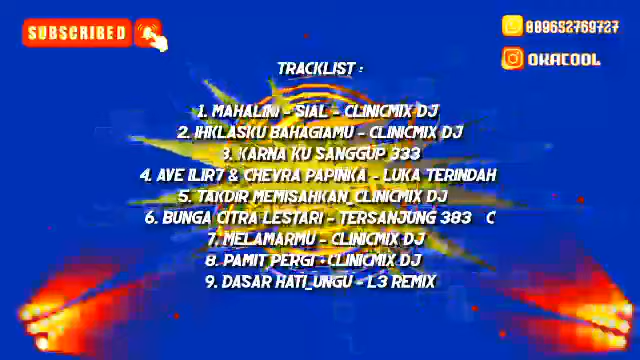 SUBSCRIBED
889652769727
OKACOOL
TRACKLIST :
1. MAHALINI - SIAL - CLINICMIX DJ
2. IHKLASKU BAHAGIAMU - CLINICMIX DJ
3. KARNA KU SANGGUP 333
4. AVE ILIR7 & CHEVRA PAPINKA - LUKA TERINDAH
5. TAKDIR MEMISAHKAN_CLINICMIX DJ
6. BUNGA CITRA LESTARI - TERSANJUNG 383 C
7. MELAMARMU - CLINICMIX DJ
8. PAMIT PERGI - CLINICMIX DJ
9. DASAR HATI_UNGU - L3 REMIX